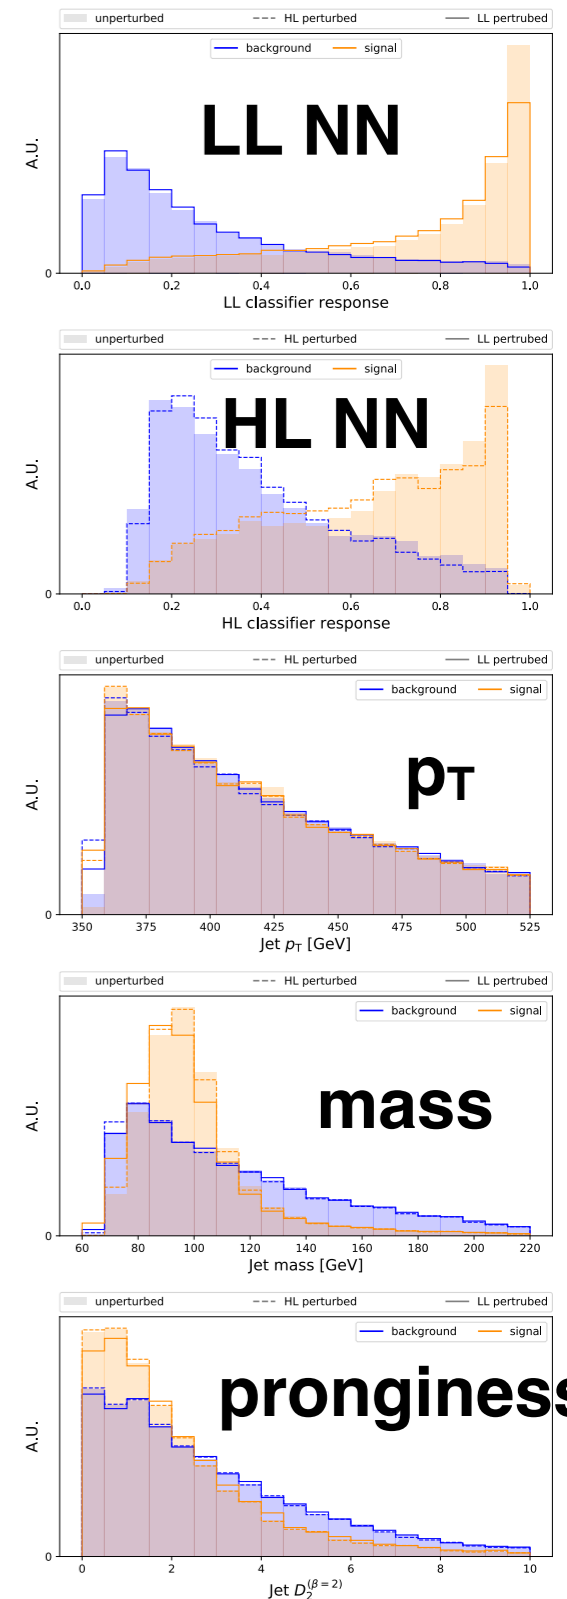 unperturbed HL perturbed LL pertrubed
background signal
LL NN
A.U.
0
0.0 0.2 0.4 0.6 0.8 1.0
LL classifier response
unperturbed HL perturbed LL pertrubed
background signal
HL NN
A.U.
0
0.0 0.2 0.4 0.6 0.8 1.0
HL classifier response
unperturbed HL perturbed LL pertrubed
background signal
pT
A.U.
0
350 375 400 425 450 475 500 525
Jet pT [GeV]
unperturbed HL perturbed LL pertrubed
background signal
mass
A.U.
0
60 80 100 120 140 160 180 200 220
Jet mass [GeV]
unperturbed HL perturbed LL pertrubed
background signal
proginess
A.U.
0
0 2 4 6 8 10
Jet D₂^(β=2)